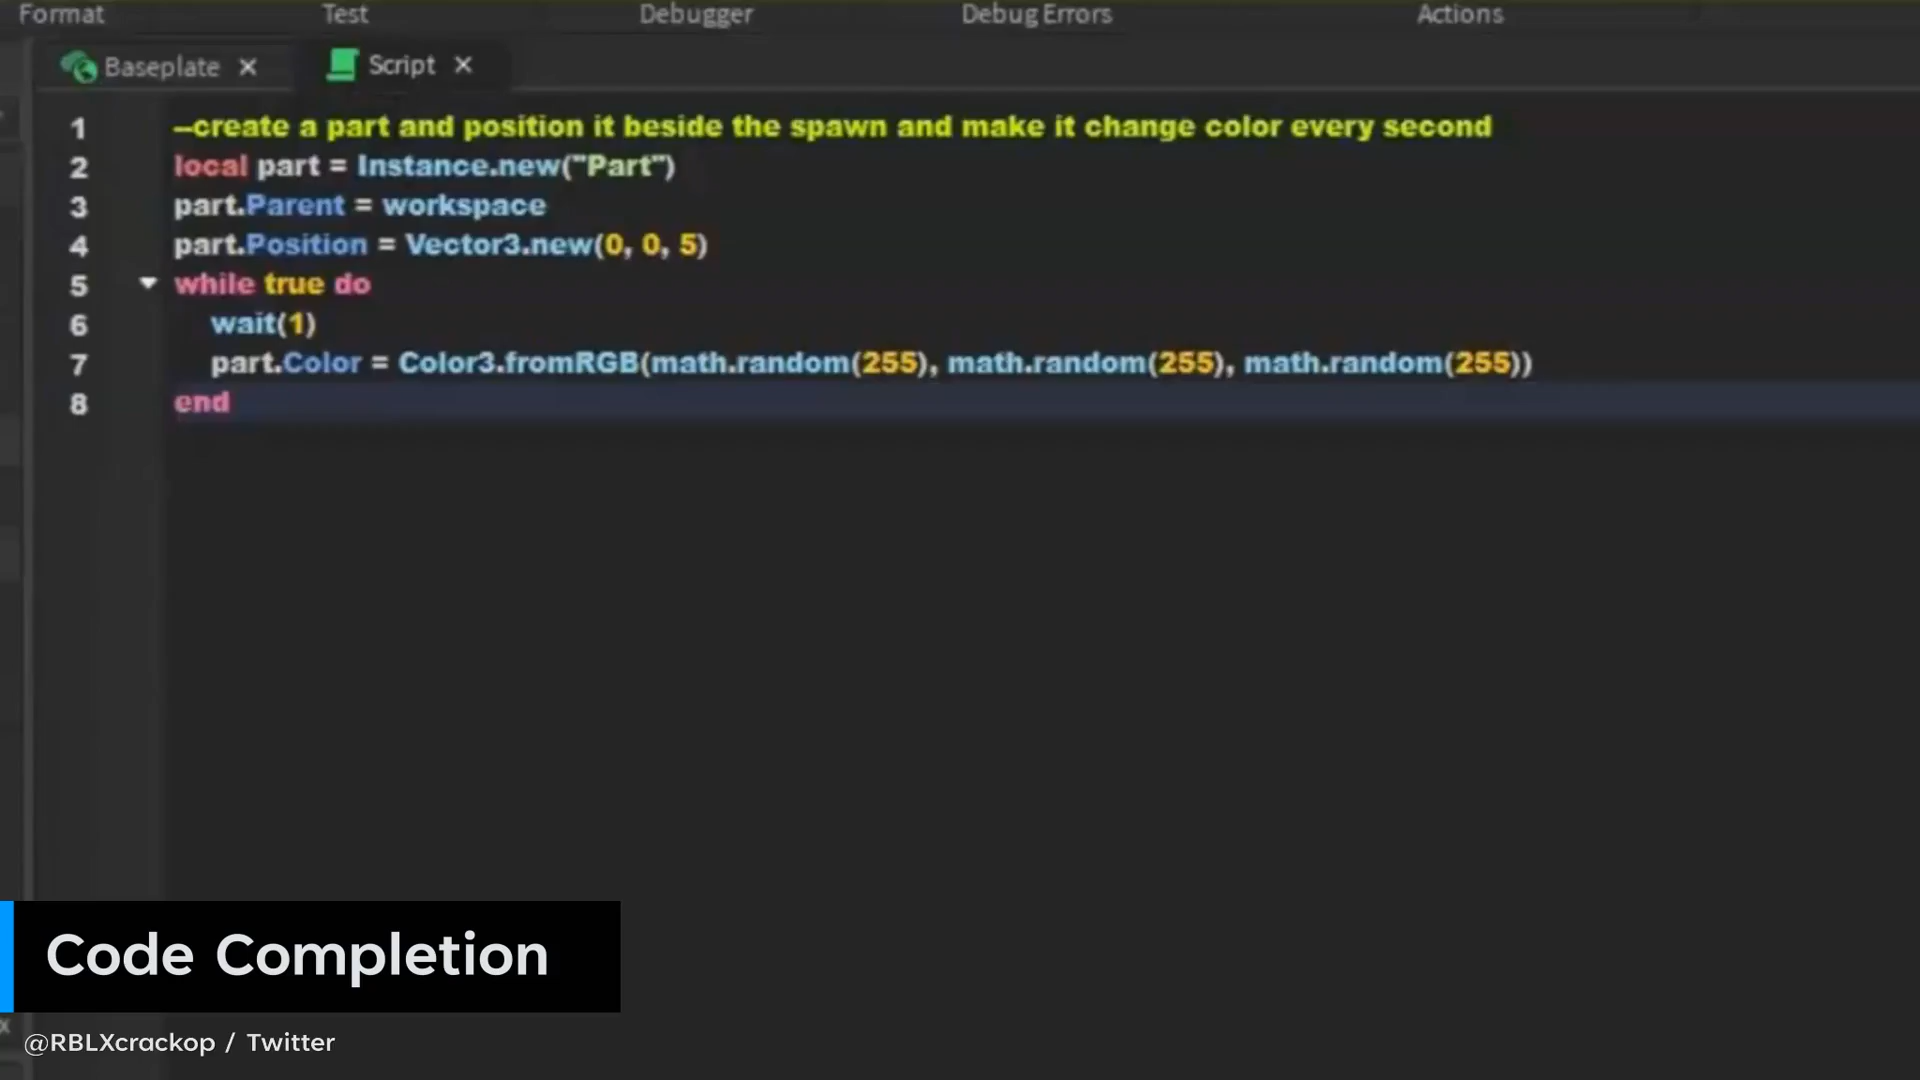 Format Test Debugger Debug Errors Actions
Baseplate × Script ×
1 --create a part and position it beside the spawn and make it change color every second
2 local part = Instance.new("Part")
3 part.Parent = workspace
4 part.Position = Vector3.new(0, 0, 5)
5 while true do
6 wait(1)
7 part.Color = Color3.fromRGB(math.random(255), math.random(255), math.random(255))
8 end
Code Completion
@RBLXcrackop / Twitter